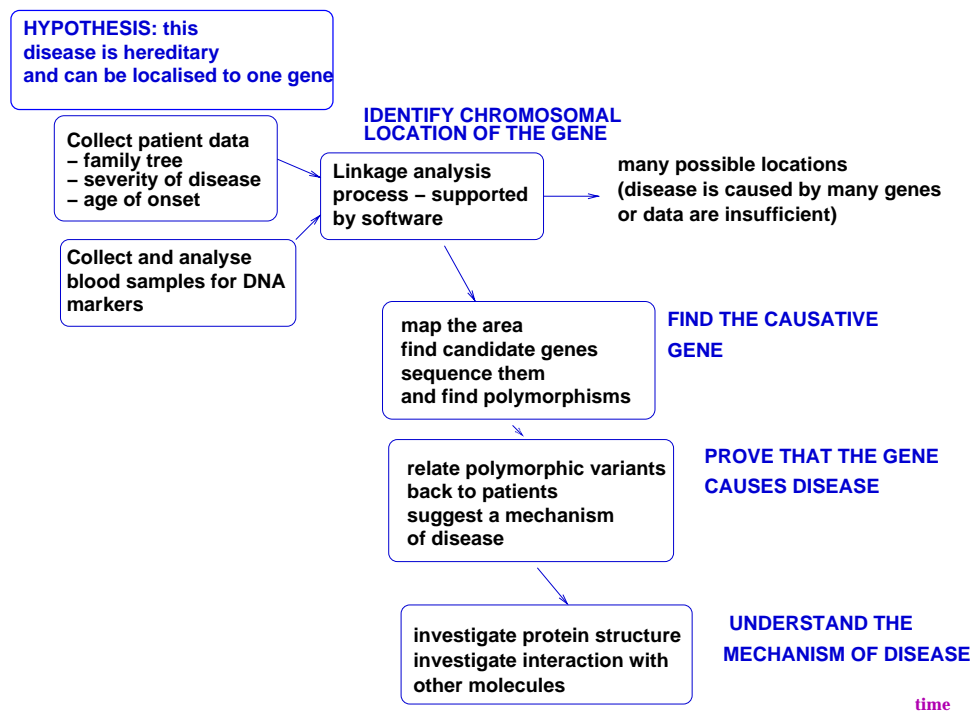 HYPOTHESIS: this
disease is hereditary
and can be localised to one gene
IDENTIFY CHROMOSOMAL
LOCATION OF THE GENE
Collect patient data
– family tree
– severity of disease
– age of onset
Linkage analysis
process – supported
by software
many possible locations
(disease is caused by many genes
or data are insufficient)
Collect and analyse
blood samples for DNA
markers
map the area
find candidate genes
sequence them
and find polymorphisms
FIND THE CAUSATIVE
GENE
relate polymorphic variants
back to patients
suggest a mechanism
of disease
PROVE THAT THE GENE
CAUSES DISEASE
investigate protein structure
investigate interaction with
other molecules
UNDERSTAND THE
MECHANISM OF DISEASE
time